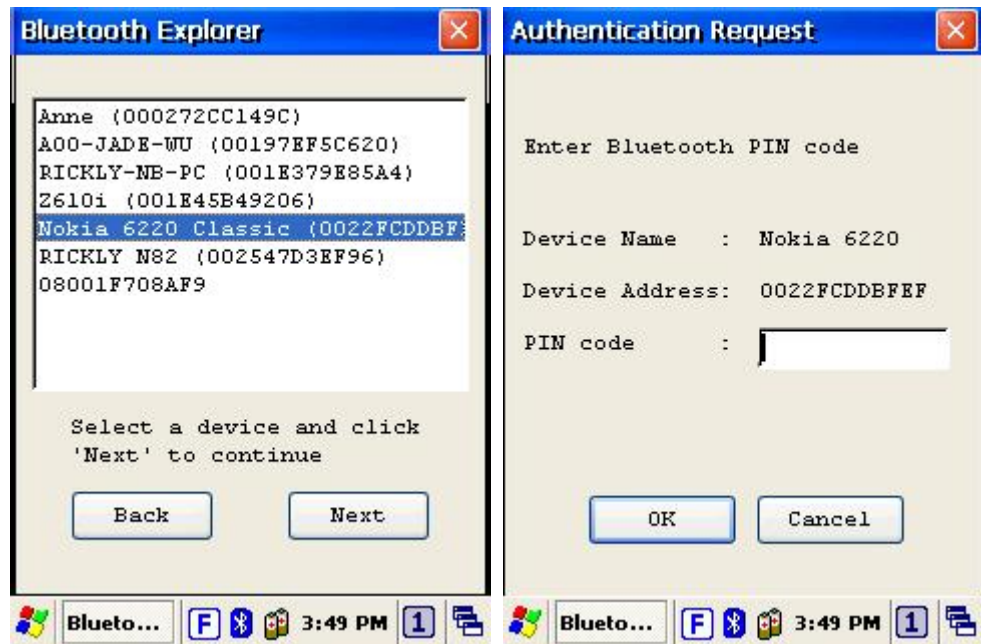 Bluetooth Explorer
Anne (000272CC149C)
A00-JADE-WU (00197EF5C620)
RICKLY-NB-PC (001E379E85A4)
Z610i (001E45B49206)
Nokia 6220 Classic (0022FCDDBF
RICKLY N82 (002547D3EF96)
08001F708AF9
Select a device and click
'Next' to continue
Back Next
Blueto... F 3:49 PM 1
Authentication Request
Enter Bluetooth PIN code
Device Name : Nokia 6220
Device Address: 0022FCDDBFEF
PIN code :
OK Cancel
Blueto... F 3:49 PM 1